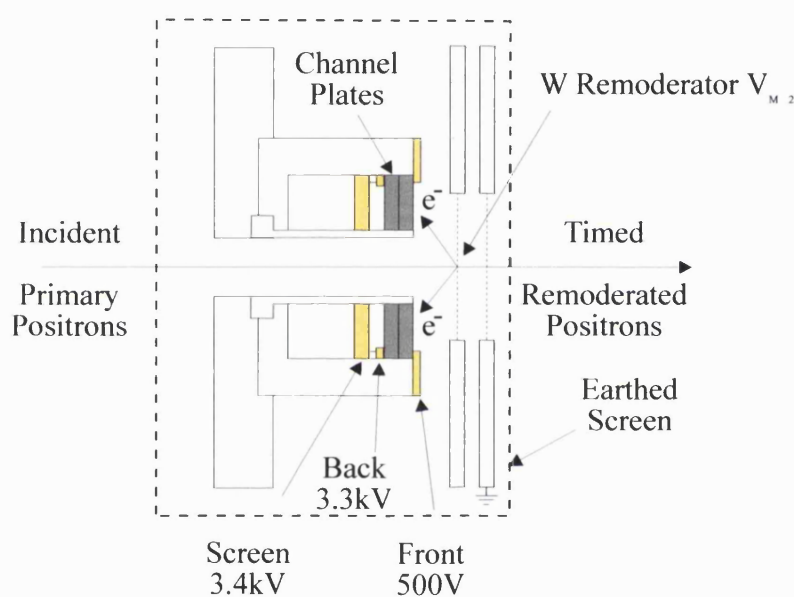 Channel
Plates
W Remoderator V M 2
e-
Incident
Timed
Primary
Positrons
e-
Remoderated
Positrons
Earthed
Screen
Back
3.3kV
Screen
3.4kV
Front
500V